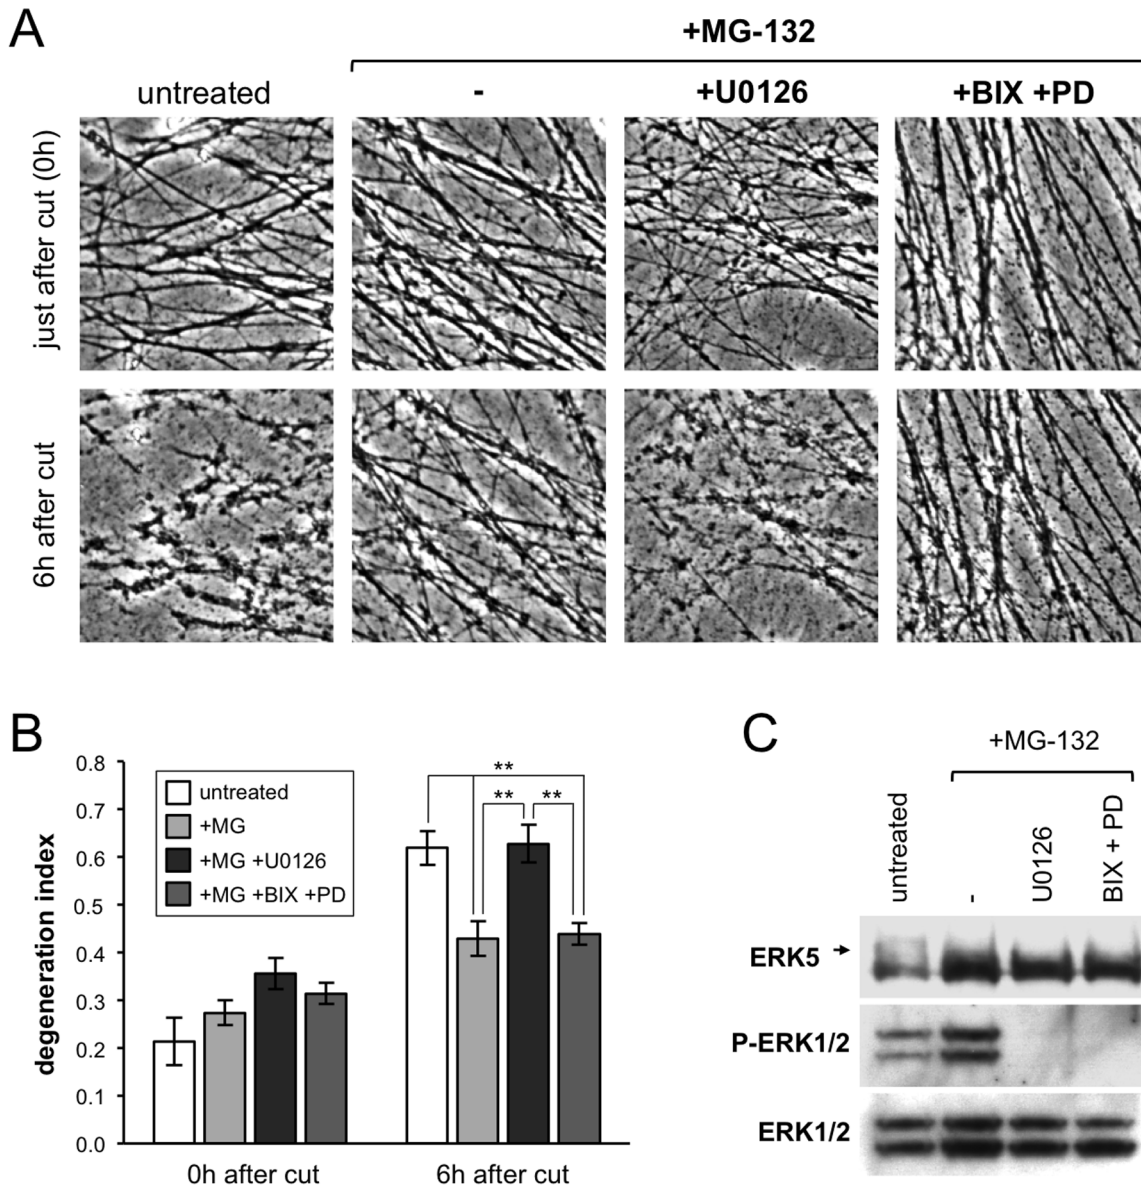 A
+MG-132
untreated
-
+U0126
+BIX +PD
just after cut (0h)
6h after cut
B
degeneration index
0.8
0.7
0.6
0.5
0.4
0.3
0.2
0.1
0.0
untreated
+MG
+MG +U0126
+MG +BIX +PD
**
** **
0h after cut
6h after cut
C
+MG-132
untreated
-
U0126
BIX + PD
ERK5
P-ERK1/2
ERK1/2